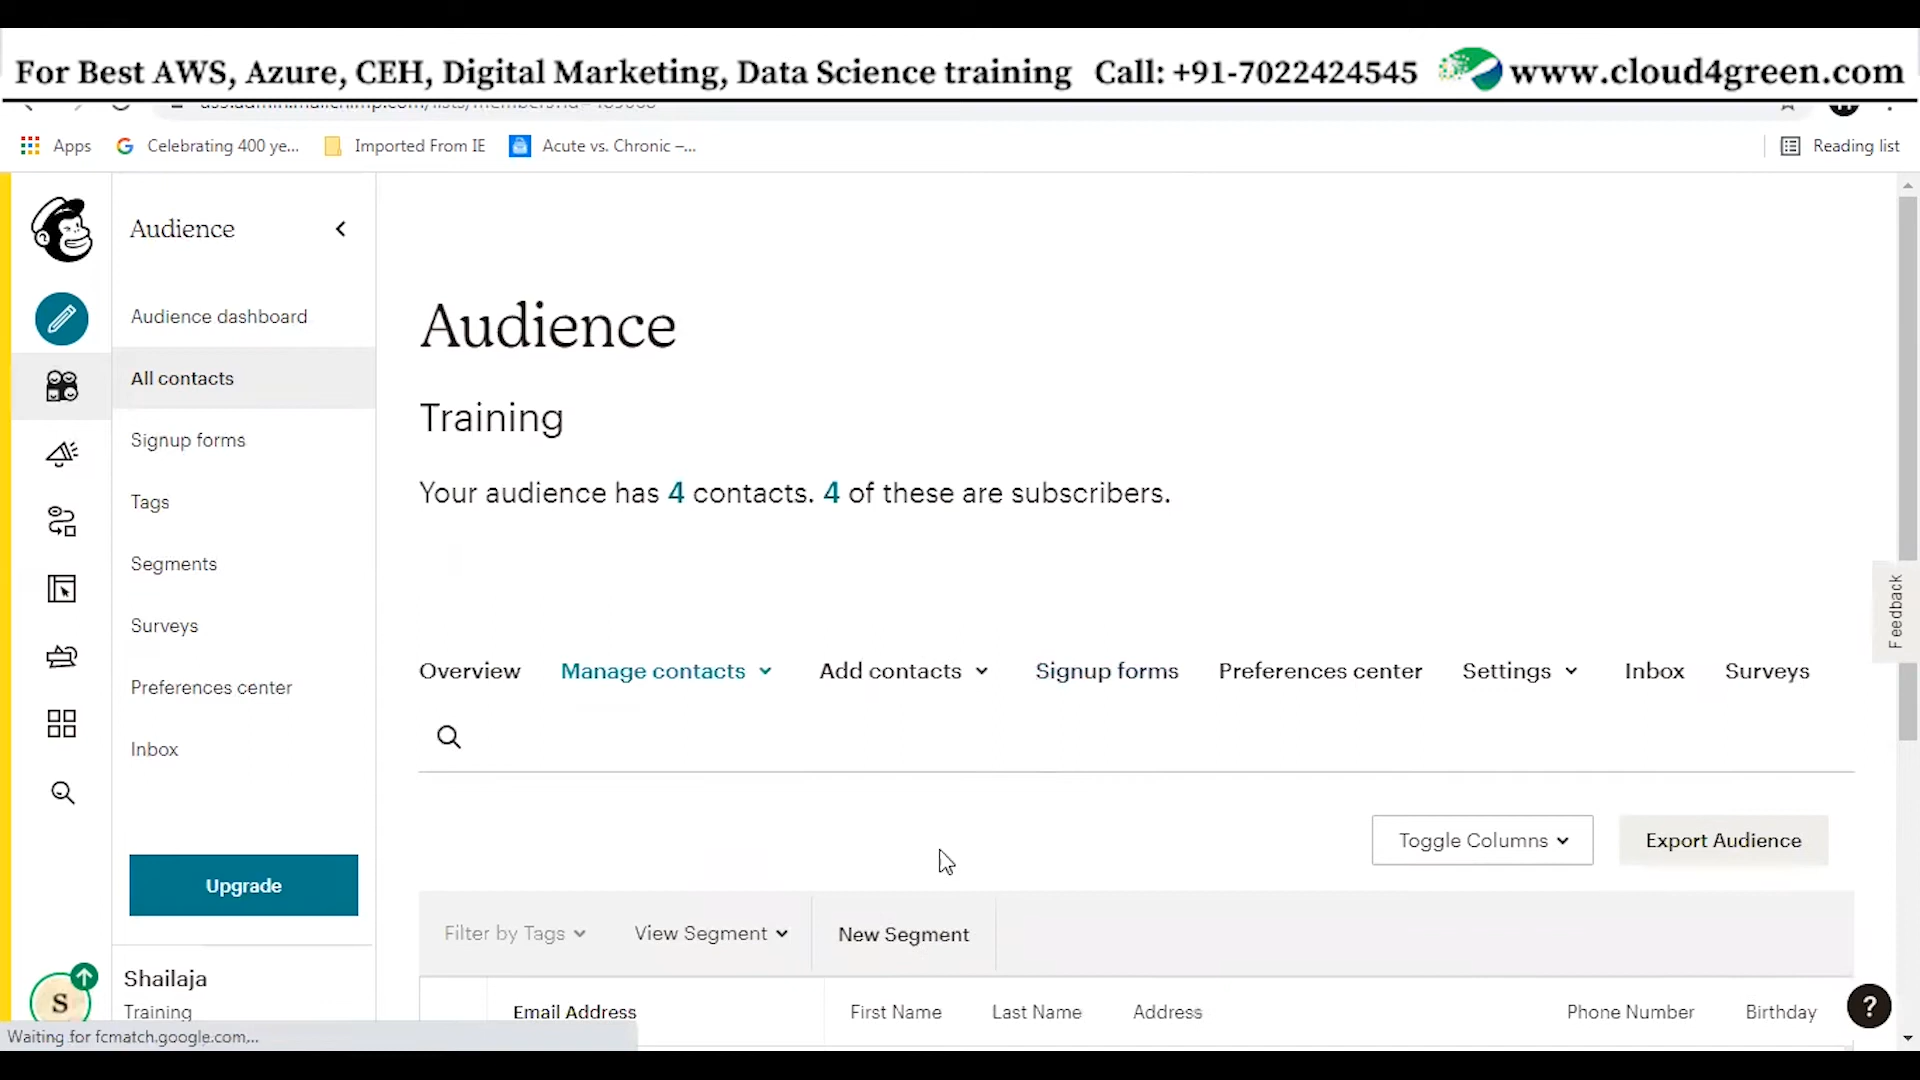 For Best AWS, Azure, CEH, Digital Marketing, Data Science training Call: +91-7022424545 www.cloud4green.com
Apps
Celebrating 400 ye...
Imported From IE
Acute vs. Chronic –...
Reading list
Audience
Audience dashboard
All contacts
Signup forms
Tags
Segments
Surveys
Preferences center
Inbox
Upgrade
S
Shailaja
Training
Audience
Training
Your audience has 4 contacts. 4 of these are subscribers.
Overview Manage contacts Add contacts Signup forms Preferences center Settings Inbox Surveys
Toggle Columns Export Audience
Filter by Tags View Segment New Segment
Email Address First Name Last Name Address Phone Number Birthday
Feedback
?
Waiting for fcmatch.google.com...